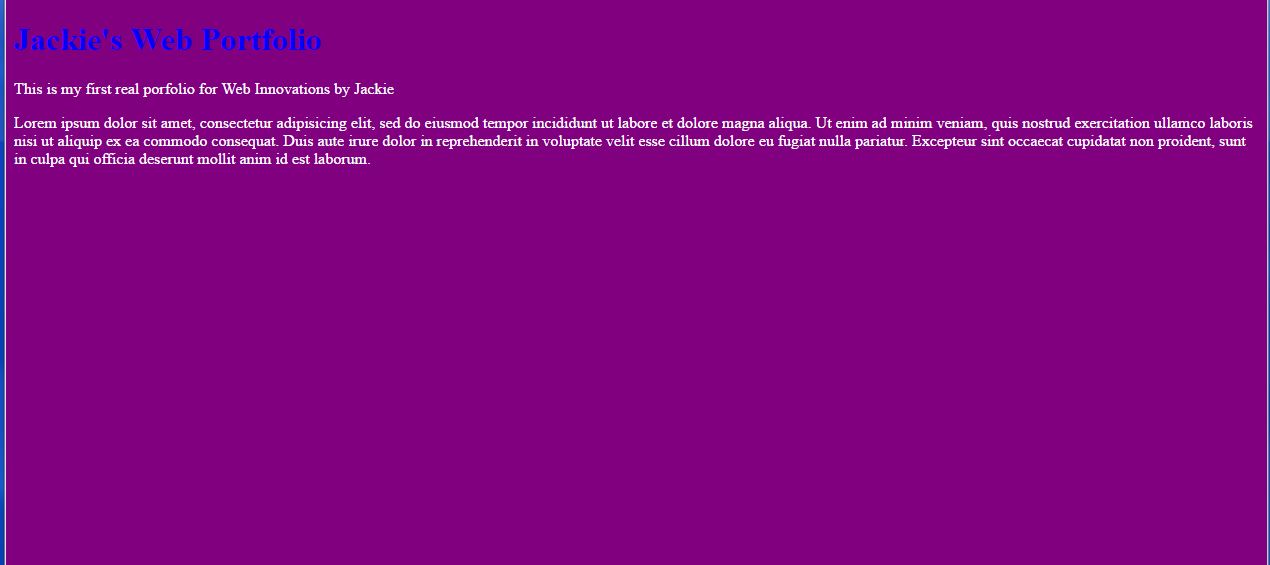 Jackie's Web Portfolio
This is my first real porfolio for Web Innovations by Jackie
Lorem ipsum dolor sit amet, consectetur adipisicing elit, sed do eiusmod tempor incididunt ut labore et dolore magna aliqua. Ut enim ad minim veniam, quis nostrud exercitation ullamco laboris
nisi ut aliquip ex ea commodo consequat. Duis aute irure dolor in reprehenderit in voluptate velit esse cillum dolore eu fugiat nulla pariatur. Excepteur sint occaecat cupidatat non proident, sunt
in culpa qui officia deserunt mollit anim id est laborum.